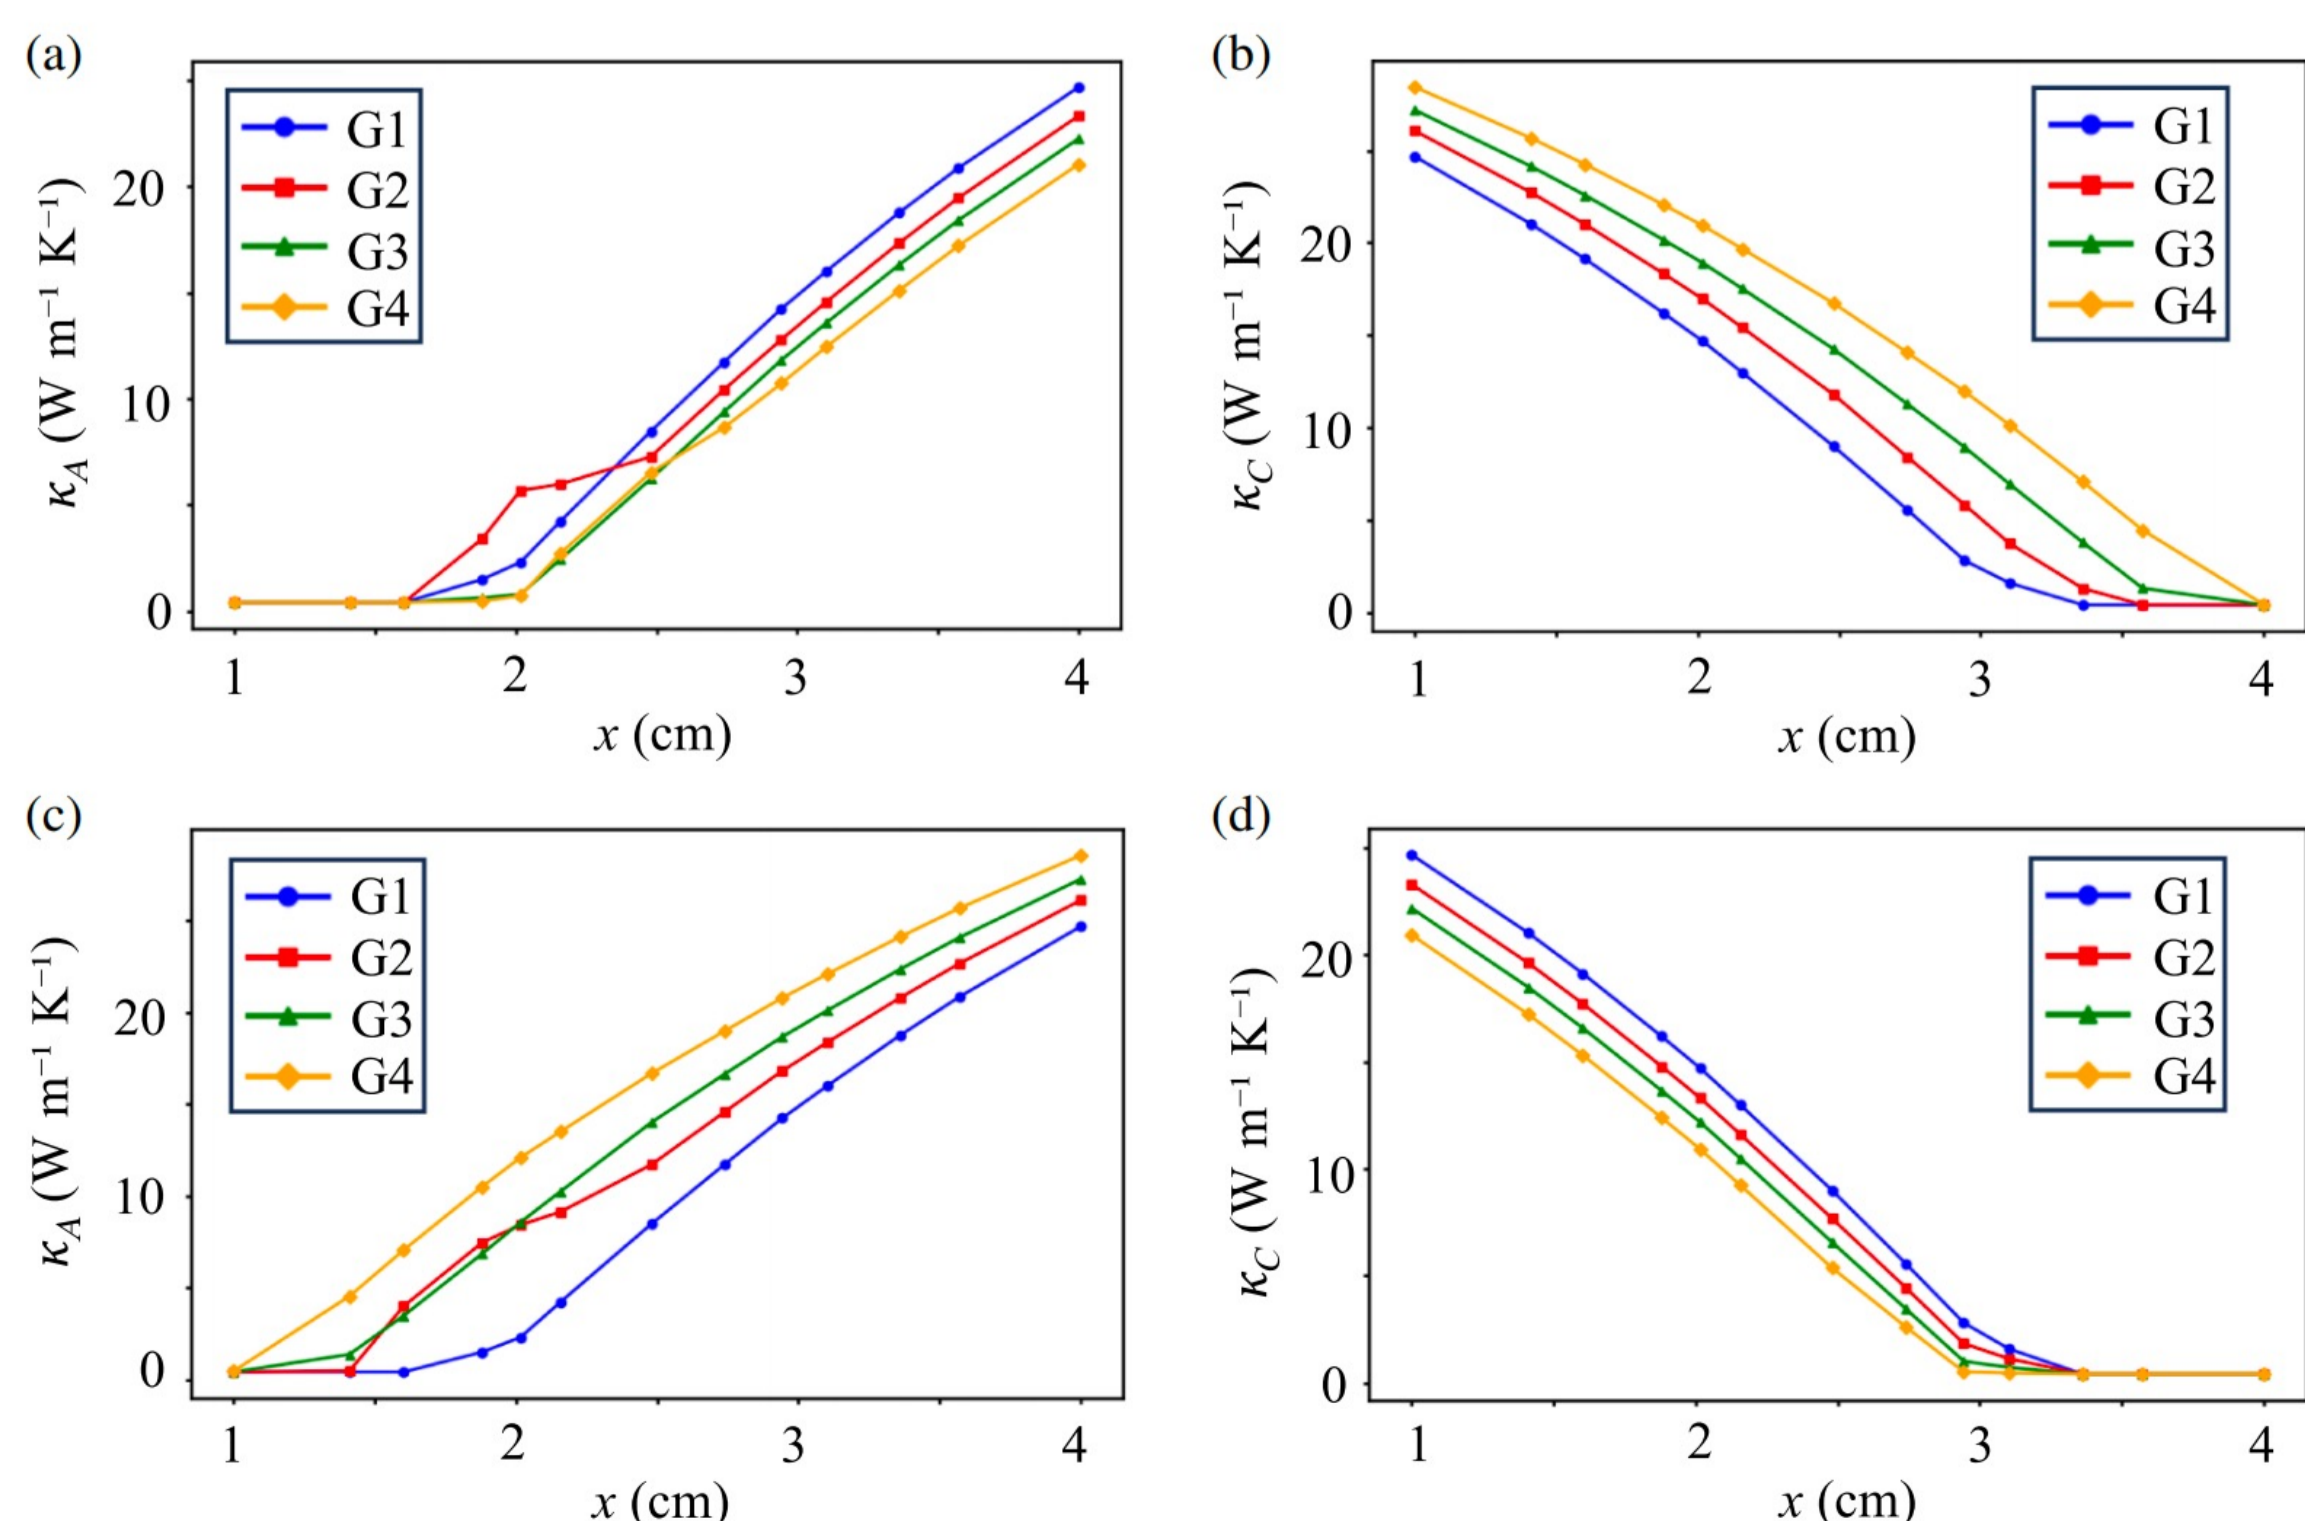 (a)
κA (W m⁻¹ K⁻¹)
20
10
0
G1
G2
G3
G4
1 2 3 4
x (cm)
(b)
κC (W m⁻¹ K⁻¹)
20
10
0
G1
G2
G3
G4
1 2 3 4
x (cm)
(c)
κA (W m⁻¹ K⁻¹)
20
10
0
G1
G2
G3
G4
1 2 3 4
x (cm)
(d)
κC (W m⁻¹ K⁻¹)
20
10
0
G1
G2
G3
G4
1 2 3 4
x (cm)